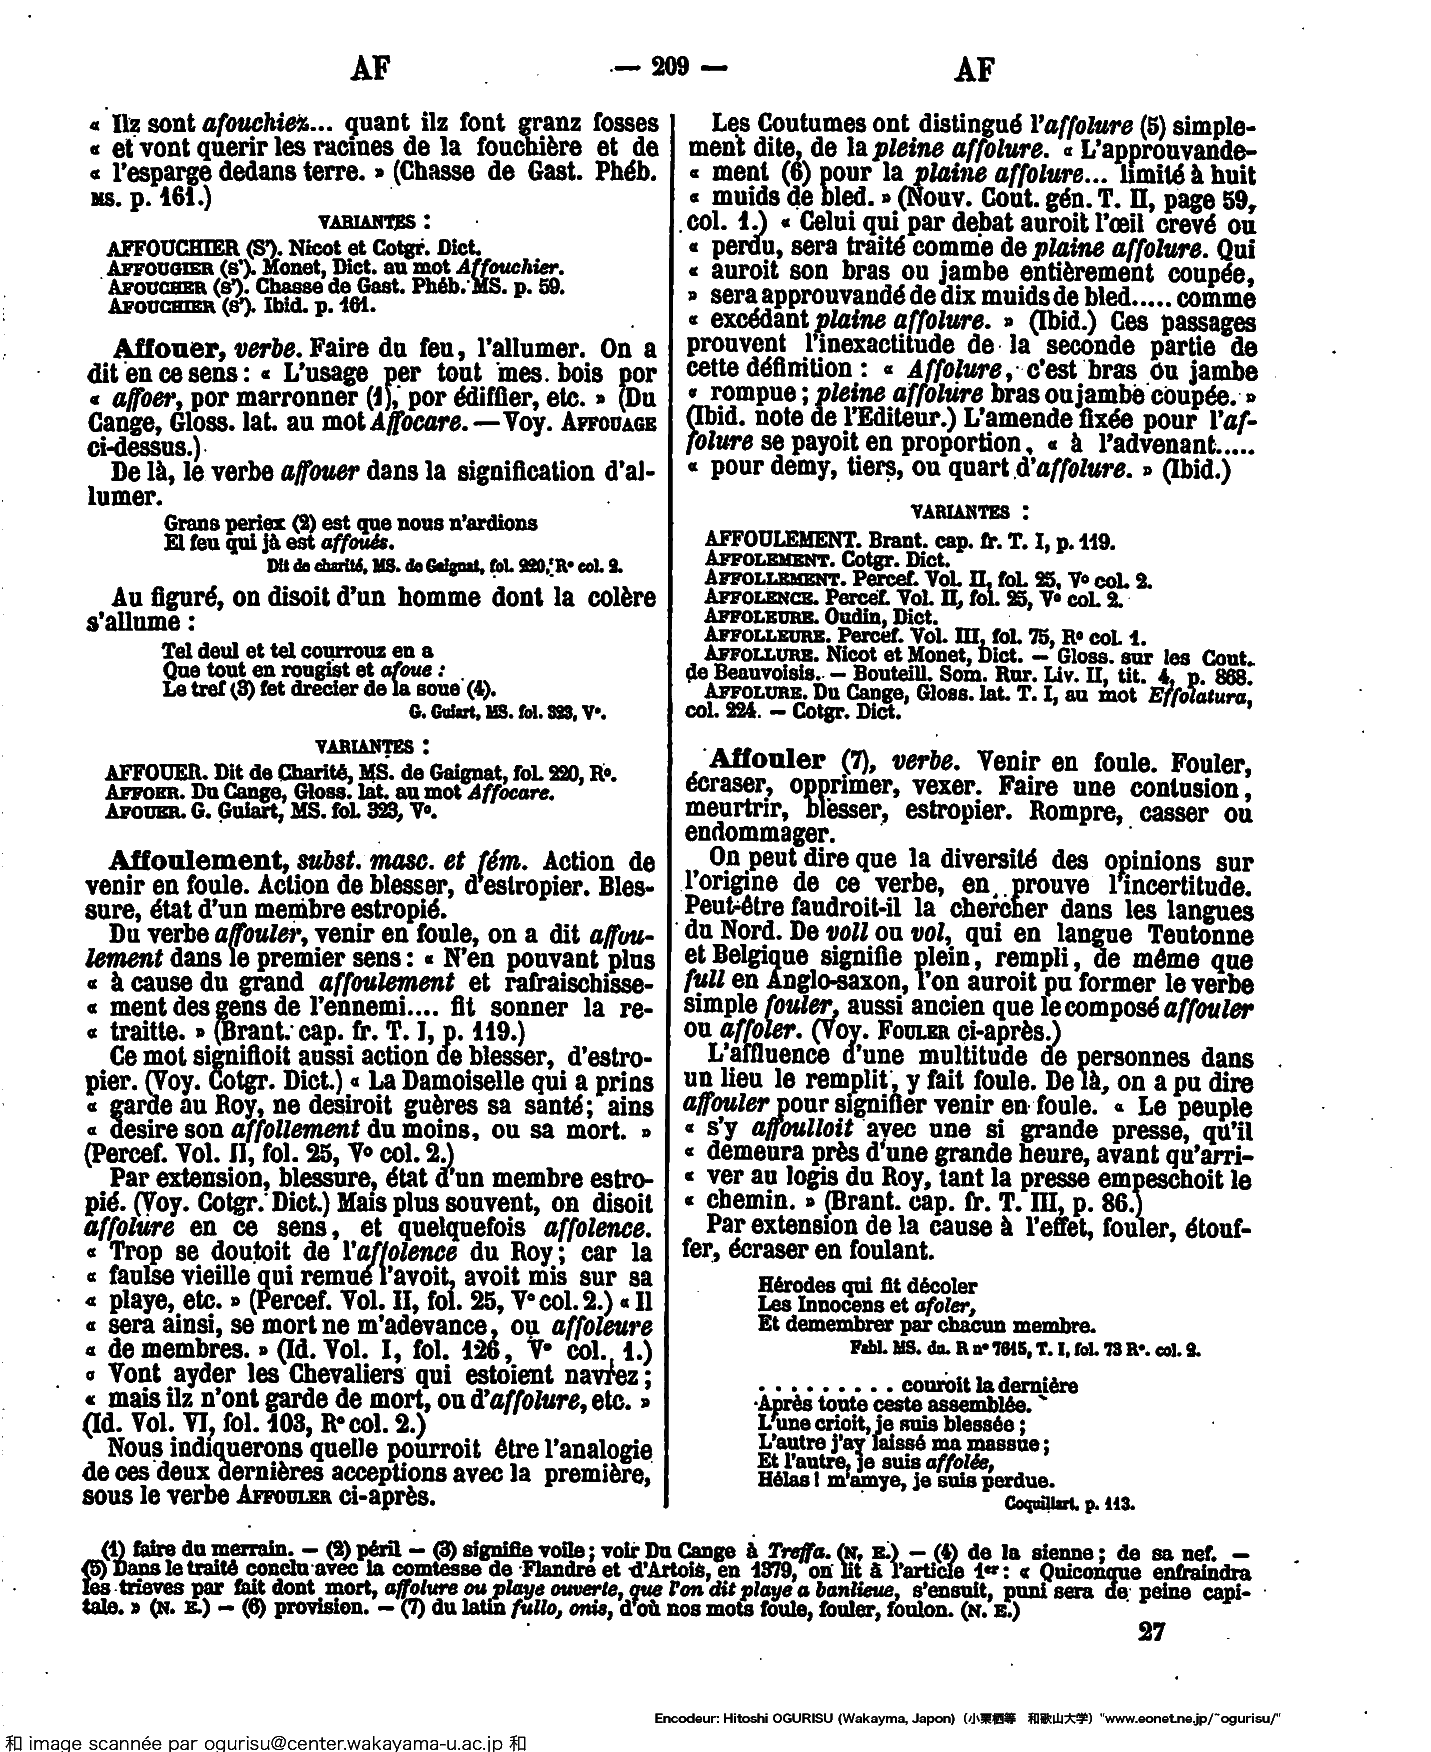 AF
— 209 —
AF
« Ilz sont afouchiez... quant ilz font granz fosses
« et vont querir les racines de la fouchière et de
« l'esparge dedans terre. » (Chasse de Gast. Phéb.
MS. p. 161.)
VARIANTES :
AFFOUCHIER (S'). Nicot et Cotgr. Dict.
AFFOUGIER (S'). Monet, Dict. au mot Affouchier.
AFOUCHER (S'). Chasse de Gast. Phéb. MS. p. 59.
AFOUCHIER (S'). Ibid. p. 161.
Affouer, verbe. Faire du feu, l'allumer. On a
dit en ce sens : « L'usage per tout mes bois por
« affoer, por marronner (1), por édiffier, etc. » (Du
Cange, Gloss. lat. au mot Affocare. — Voy. AFFOUAGE
ci-dessus.)
De là, le verbe affouer dans la signification d'al-
lumer.
Grans periex (2) est que nous n'ardions
El feu qui jà est affoués.
Dit de charité, MS. de Gaignat, fol. 220, R° col. 2.
Au figuré, on disoit d'un homme dont la colère
s'allume :
Tel deul et tel courrouz en a
Que tout en rougist et afoue :
Le tref (3) fet drecier de la soue (4).
G. Guiart, MS. fol. 323, V°.
VARIANTES :
AFFOUER. Dit de Charité, MS. de Gaignat, fol. 220, R°.
AFFOER. Du Cange, Gloss. lat. au mot Affocare.
AFOUER. G. Guiart, MS. fol. 323, V°.
Affoulement, subst. masc. et fém. Action de
venir en foule. Action de blesser, d'estropier. Bles-
sure, état d'un membre estropié.
Du verbe affouler, venir en foule, on a dit affou-
lement dans le premier sens : « N'en pouvant plus
« à cause du grand affoulement et rafraischisse-
« ment des gens de l'ennemi.... fit sonner la re-
« traitte. » (Brant. cap. fr. T. I, p. 119.)
Ce mot signifioit aussi action de blesser, d'estro-
pier. (Voy. Cotgr. Dict.) « La Damoiselle qui a prins
« garde au Roy, ne desiroit guères sa santé ; ains
« desire son affollement du moins, ou sa mort. »
(Percef. Vol. II, fol. 25, V° col. 2.)
Par extension, blessure, état d'un membre estro-
pié. (Voy. Cotgr. Dict.) Mais plus souvent, on disoit
affolure en ce sens, et quelquefois affolence.
« Trop se doutoit de l'affolence du Roy ; car la
« faulse vieille qui remué l'avoit, avoit mis sur sa
« playe, etc. » (Percef. Vol. II, fol. 25, V° col. 2.) « Il
« sera ainsi, se mort ne m'adevance, ou affoleure
« de membres. » (Id. Vol. I, fol. 126, V° col. 1.)
« Vont ayder les Chevaliers qui estoient navrez ;
« mais ilz n'ont garde de mort, ou d'affolure, etc. »
(Id. Vol. VI, fol. 103, R° col. 2.)
Nous indiquerons quelle pourroit être l'analogie
de ces deux dernières acceptions avec la première,
sous le verbe AFFOULER ci-après.
Les Coutumes ont distingué l'affolure (5) simple-
ment dite, de la pleine affolure. « L'approuvande-
« ment (6) pour la plaine affolure... limité à huit
« muids de bled. » (Nouv. Cout. gén. T. II, page 59,
col. 1.) « Celui qui par debat auroit l'œil crevé ou
« perdu, sera traité comme de plaine affolure. Qui
« auroit son bras ou jambe entièrement coupée,
» sera approuvandé de dix muids de bled..... comme
« excédant plaine affolure. » (Ibid.) Ces passages
prouvent l'inexactitude de la seconde partie de
cette définition : « Affolure, c'est bras ou jambe
« rompue ; pleine affolure bras ou jambe coupée. »
(Ibid. note de l'Editeur.) L'amende fixée pour l'af-
folure se payoit en proportion, « à l'advenant.....
« pour demy, tiers, ou quart d'affolure. » (Ibid.)
VARIANTES :
AFFOULEMENT. Brant. cap. fr. T. I, p. 119.
AFFOLEMENT. Cotgr. Dict.
AFFOLLEMENT. Percef. Vol. II, fol. 25, V° col. 2.
AFFOLENCE. Percef. Vol. II, fol. 25, V° col. 2.
AFFOLEURE. Oudin, Dict.
AFFOLLEURE. Percef. Vol. III, fol. 75, R° col. 1.
AFFOLLURE. Nicot et Monet, Dict. — Gloss. sur les Cout.
de Beauvoisis. — Bouteill. Som. Rur. Liv. II, tit. 4, p. 868.
AFFOLURE. Du Cange, Gloss. lat. T. I, au mot Effolatura,
col. 224. — Cotgr. Dict.
Affouler (7), verbe. Venir en foule. Fouler,
écraser, opprimer, vexer. Faire une contusion,
meurtrir, blesser, estropier. Rompre, casser ou
endommager.
On peut dire que la diversité des opinions sur
l'origine de ce verbe, en prouve l'incertitude.
Peut-être faudroit-il la chercher dans les langues
du Nord. De voll ou vol, qui en langue Teutonne
et Belgique signifie plein, rempli, de même que
full en Anglo-saxon, l'on auroit pu former le verbe
simple fouler, aussi ancien que le composé affouler
ou affoler. (Voy. FOULER ci-après.)
L'affluence d'une multitude de personnes dans
un lieu le remplit, y fait foule. De là, on a pu dire
affouler pour signifier venir en foule. « Le peuple
« s'y affoulloit avec une si grande presse, qu'il
« demeura près d'une grande heure, avant qu'arri-
« ver au logis du Roy, tant la presse empeschoit le
« chemin. » (Brant. cap. fr. T. III, p. 86.)
Par extension de la cause à l'effet, fouler, étouf-
fer, écraser en foulant.
Hérodes qui fit décoler
Les Innocens et afoler,
Et demembrer par chacun membre.
Fabl. MS. du. R n° 7615, T. I, fol. 73 R°. col. 2.
. . . . . . . . . couroit la dernière
Après toute ceste assemblée.
L'une crioit, je suis blessée ;
L'autre j'ay laissé ma massue ;
Et l'autre, je suis affolée,
Hélas ! m'amye, je suis perdue.
Coquillart. p. 113.
(1) faire du merrain. — (2) péril — (3) signifie voile ; voir Du Cange à Treffa. (N. E.) — (4) de la sienne ; de sa nef. —
(5) Dans le traité conclu avec la comtesse de Flandre et d'Artois, en 1379, on lit à l'article 1er : « Quiconque enfraindra
les trieves par fait dont mort, affolure ou playe ouverte, que l'on dit playe a banlieue, s'ensuit, puni sera de peine capi-
tale. » (N. E.) — (6) provision. — (7) du latin fullo, onis, d'où nos mots foule, fouler, foulon. (N. E.)
27
Encodeur: Hitoshi OGURISU (Wakayma, Japon) (小栗栖等 和歌山大学) "www.eonet.ne.jp/~ogurisu/"
和 image scannée par ogurisu@center.wakayama-u.ac.jp 和